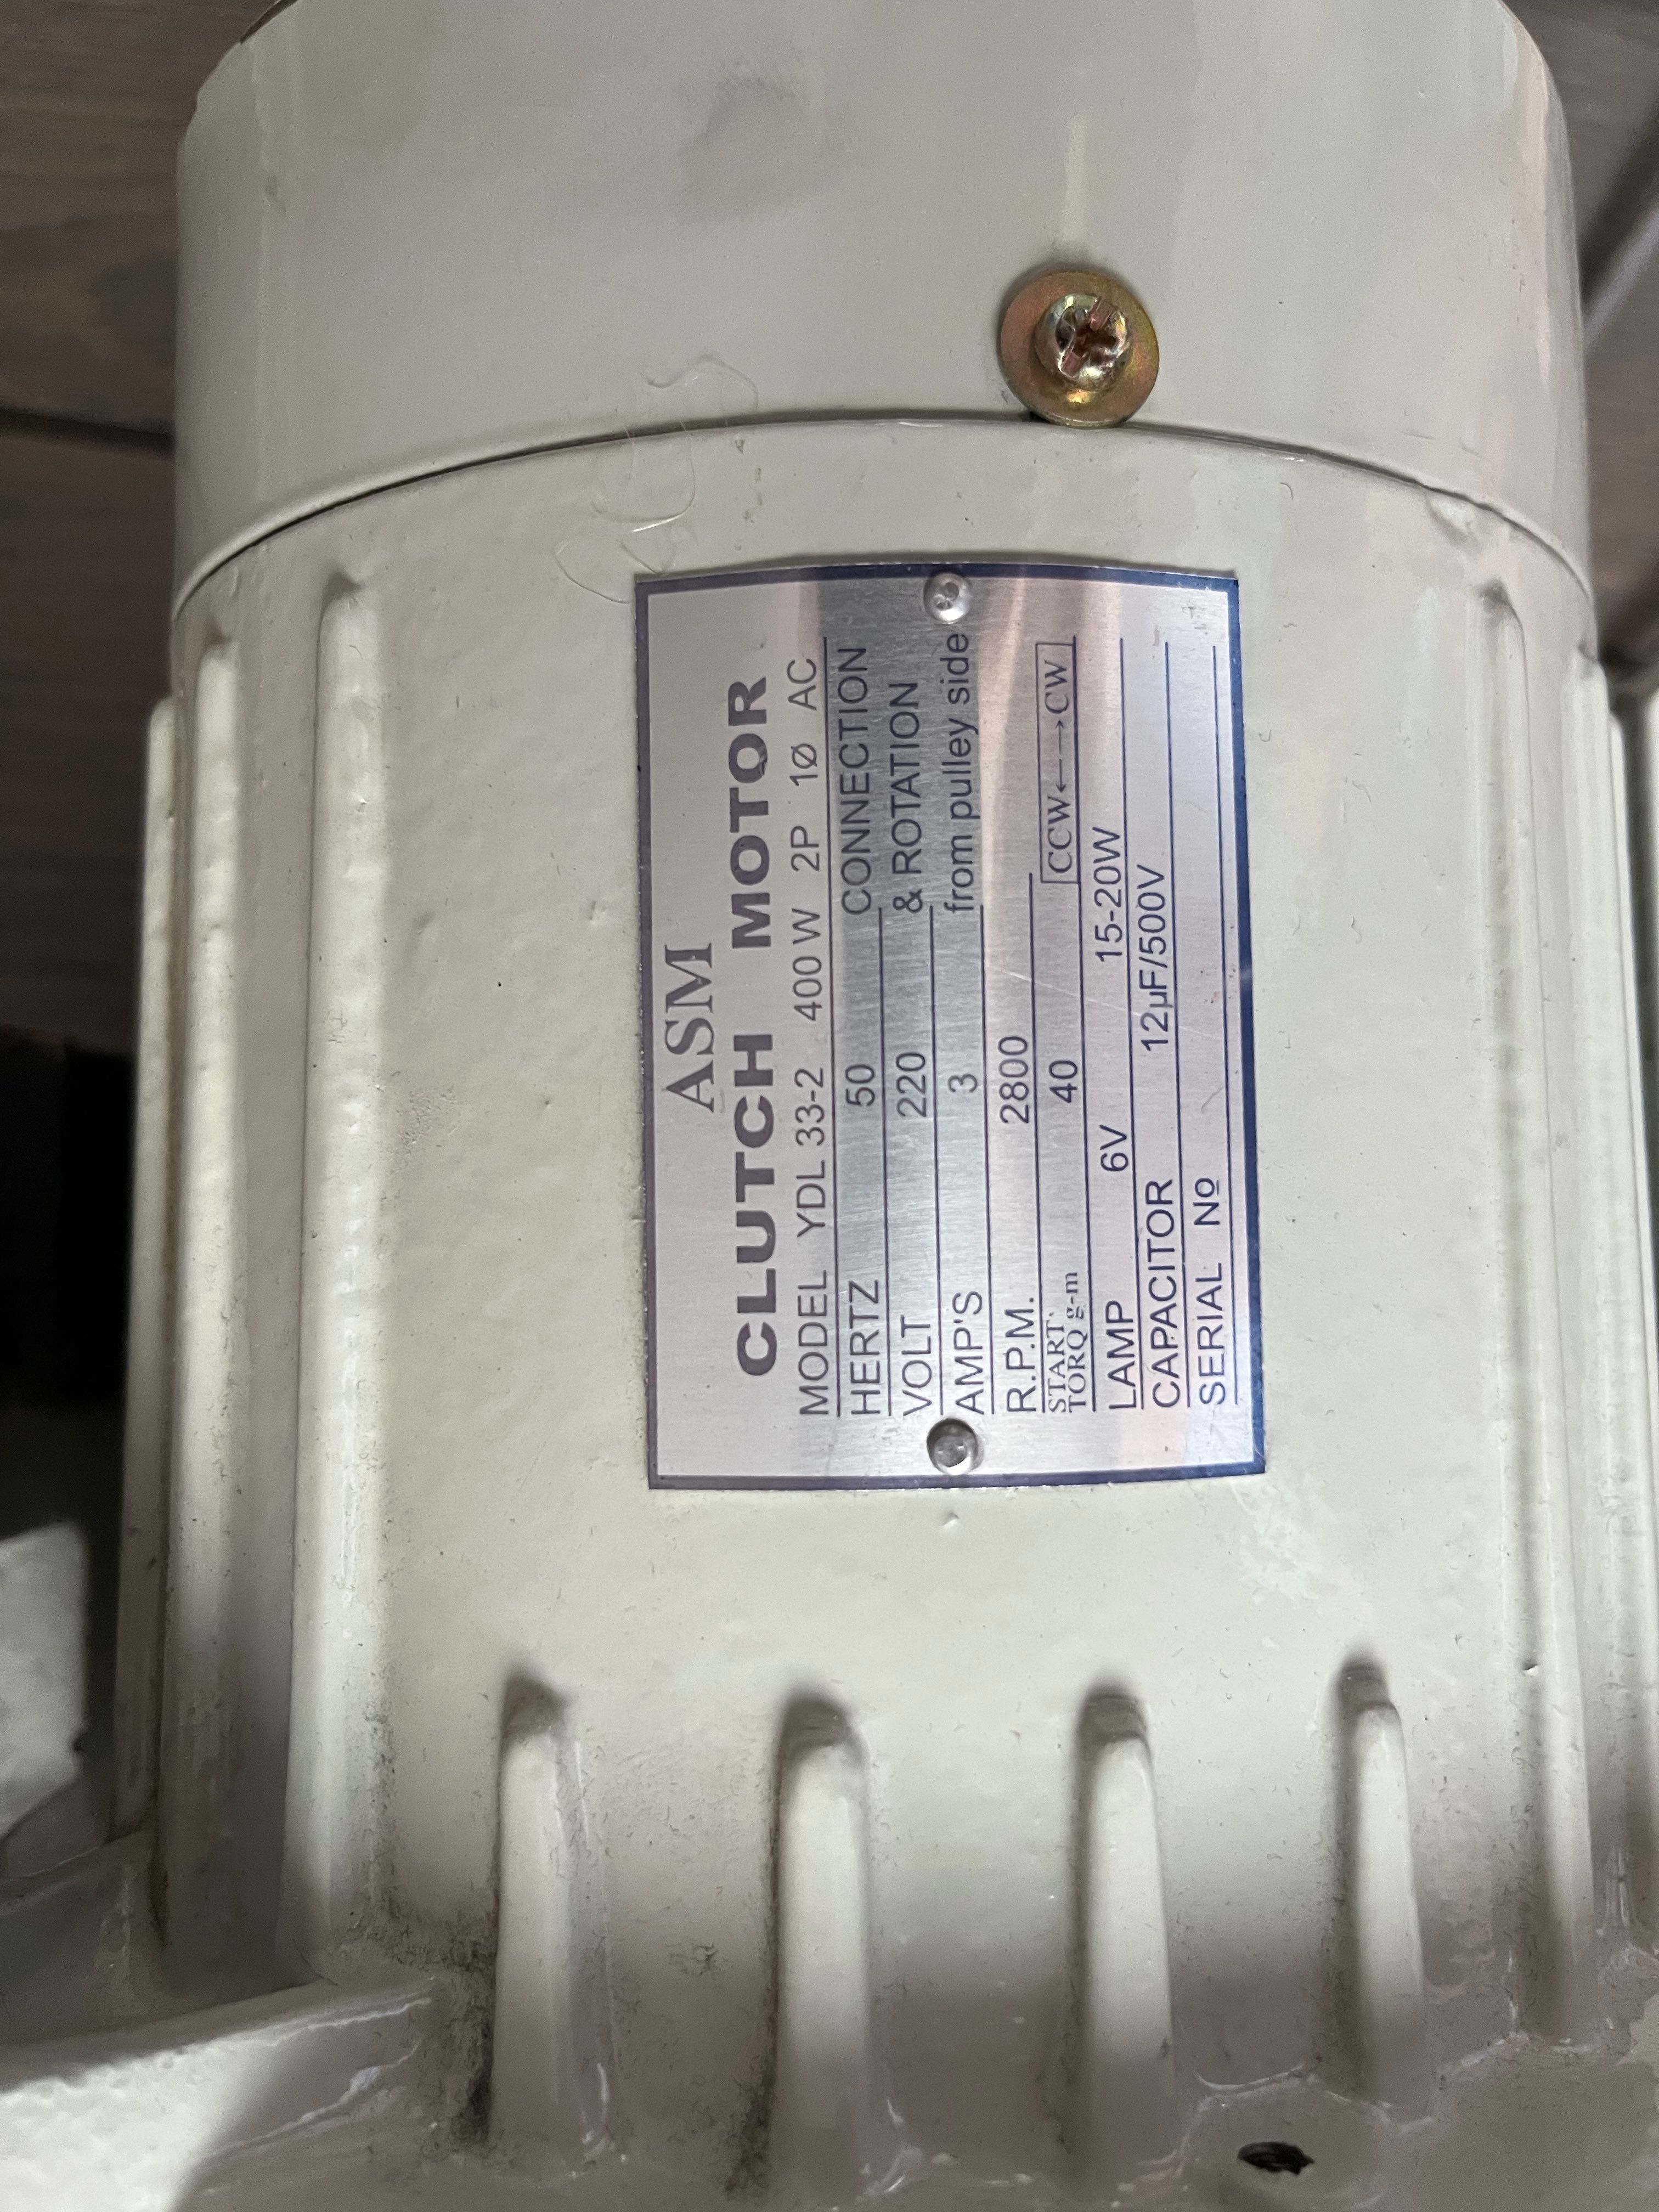 ASM
CLUTCH MOTOR
MODEL YDL 33-2 400 W 2P 1Ø AC
HERTZ 50 CONNECTION
VOLT 220 & ROTATION
AMP'S 3 from pulley side
R.P.M. 2800
START. TORQ g-m 40 CCW←→CW
LAMP 6V 15-20W
CAPACITOR 12µF/500V
SERIAL Nº